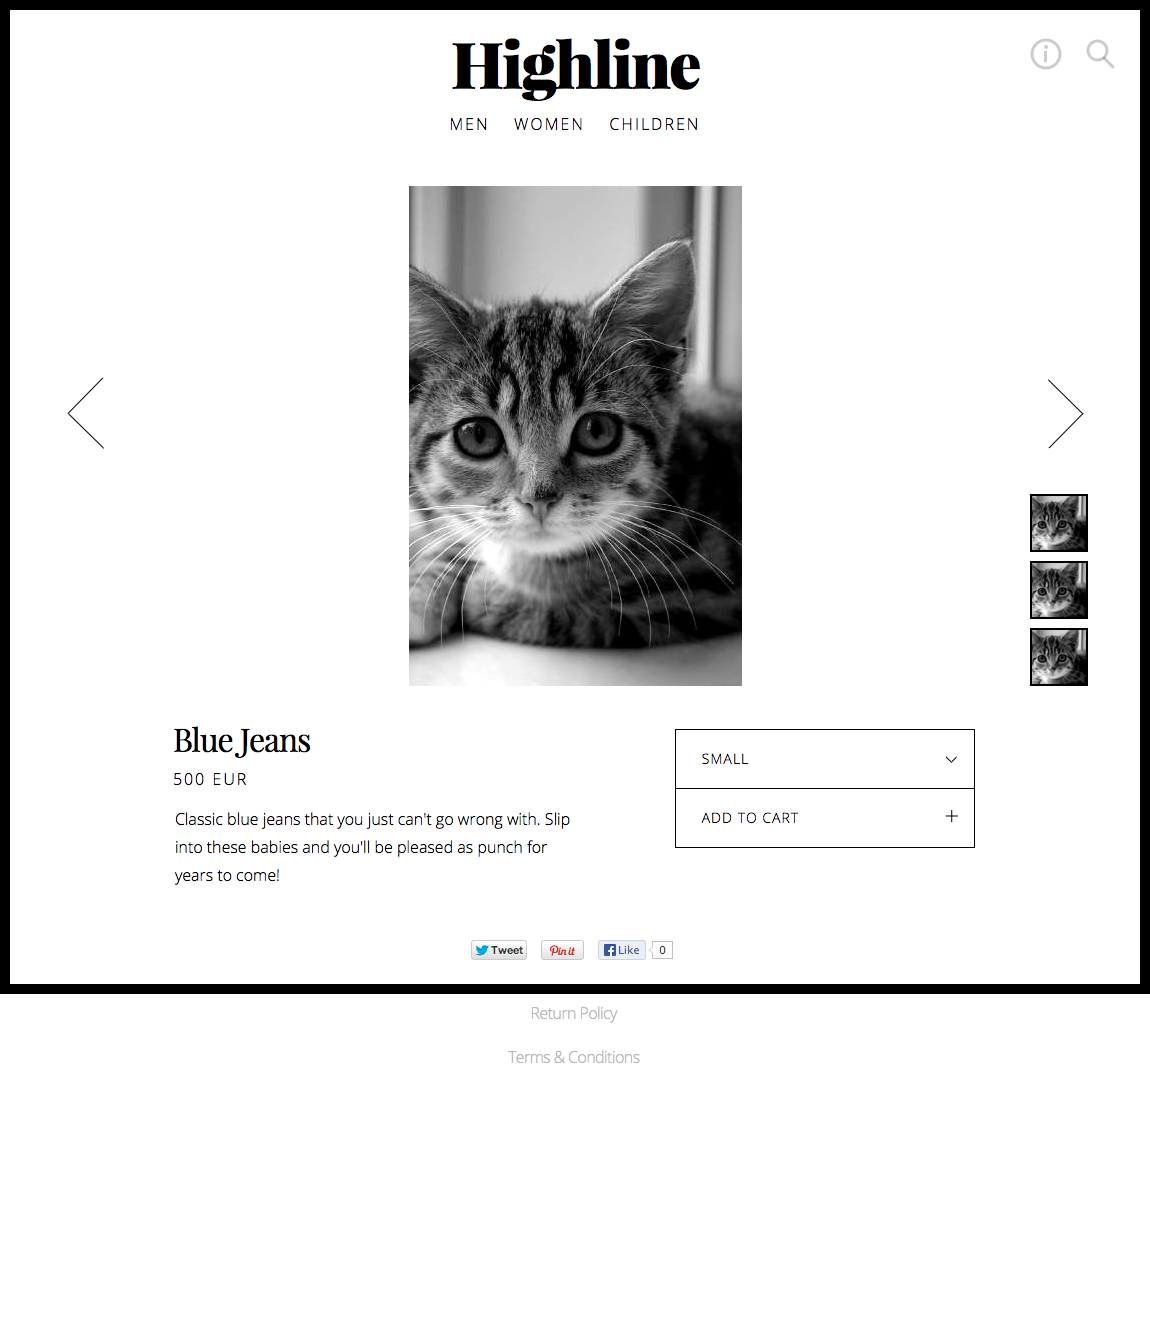 Highline
MEN WOMEN CHILDREN
Blue Jeans
500 EUR
Classic blue jeans that you just can't go wrong with. Slip
into these babies and you'll be pleased as punch for
years to come!
SMALL
ADD TO CART
Tweet Pin it Like 0
Return Policy
Terms & Conditions